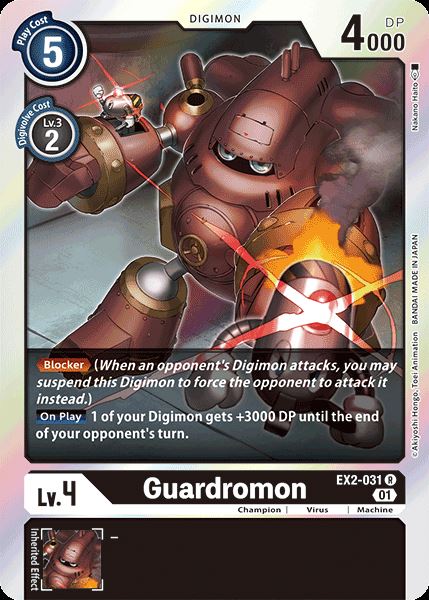 DIGIMON
Play Cost
5
DP
4000
Digivolve Cost
Lv.3
2
Nakano Haito
©Akiyoshi Hongo, Toei Animation BANDAI MADE IN JAPAN
Blocker (When an opponent's Digimon attacks, you may
suspend this Digimon to force the opponent to attack it
instead.)
On Play 1 of your Digimon gets +3000 DP until the end
of your opponent's turn.
Lv.4
Guardromon
EX2-031 R
01
Champion | Virus | Machine
Inherited Effect
–